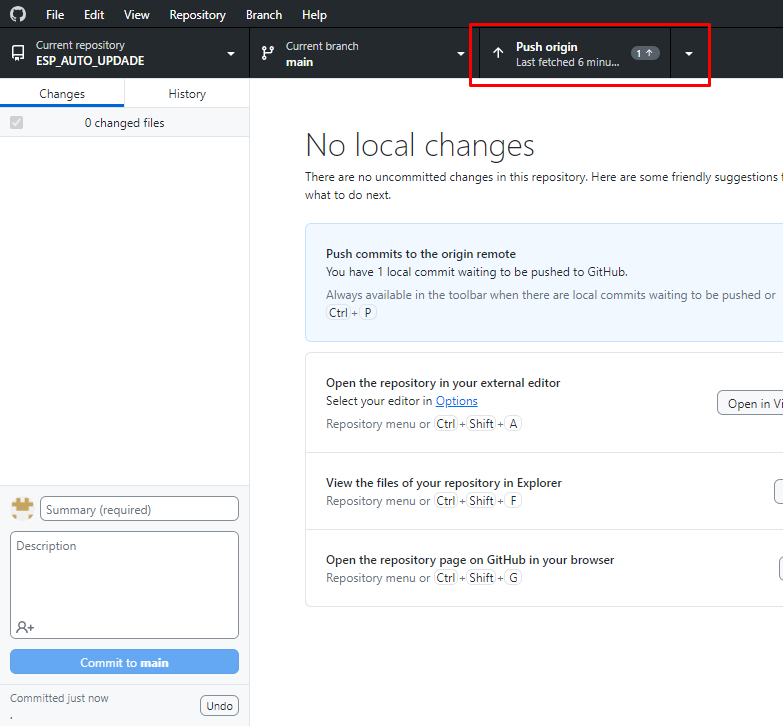 File Edit View Repository Branch Help
Current repository
ESP_AUTO_UPDADE
Current branch
main
Push origin
Last fetched 6 minu...
1
Changes
History
0 changed files
No local changes
There are no uncommitted changes in this repository. Here are some friendly suggestions
what to do next.
Push commits to the origin remote
You have 1 local commit waiting to be pushed to GitHub.
Always available in the toolbar when there are local commits waiting to be pushed or
Ctrl + P
Open the repository in your external editor
Select your editor in Options
Repository menu or Ctrl + Shift + A
Open in Vi
View the files of your repository in Explorer
Repository menu or Ctrl + Shift + F
Open the repository page on GitHub in your browser
Repository menu or Ctrl + Shift + G
Summary (required)
Description
Commit to main
Committed just now
.
Undo